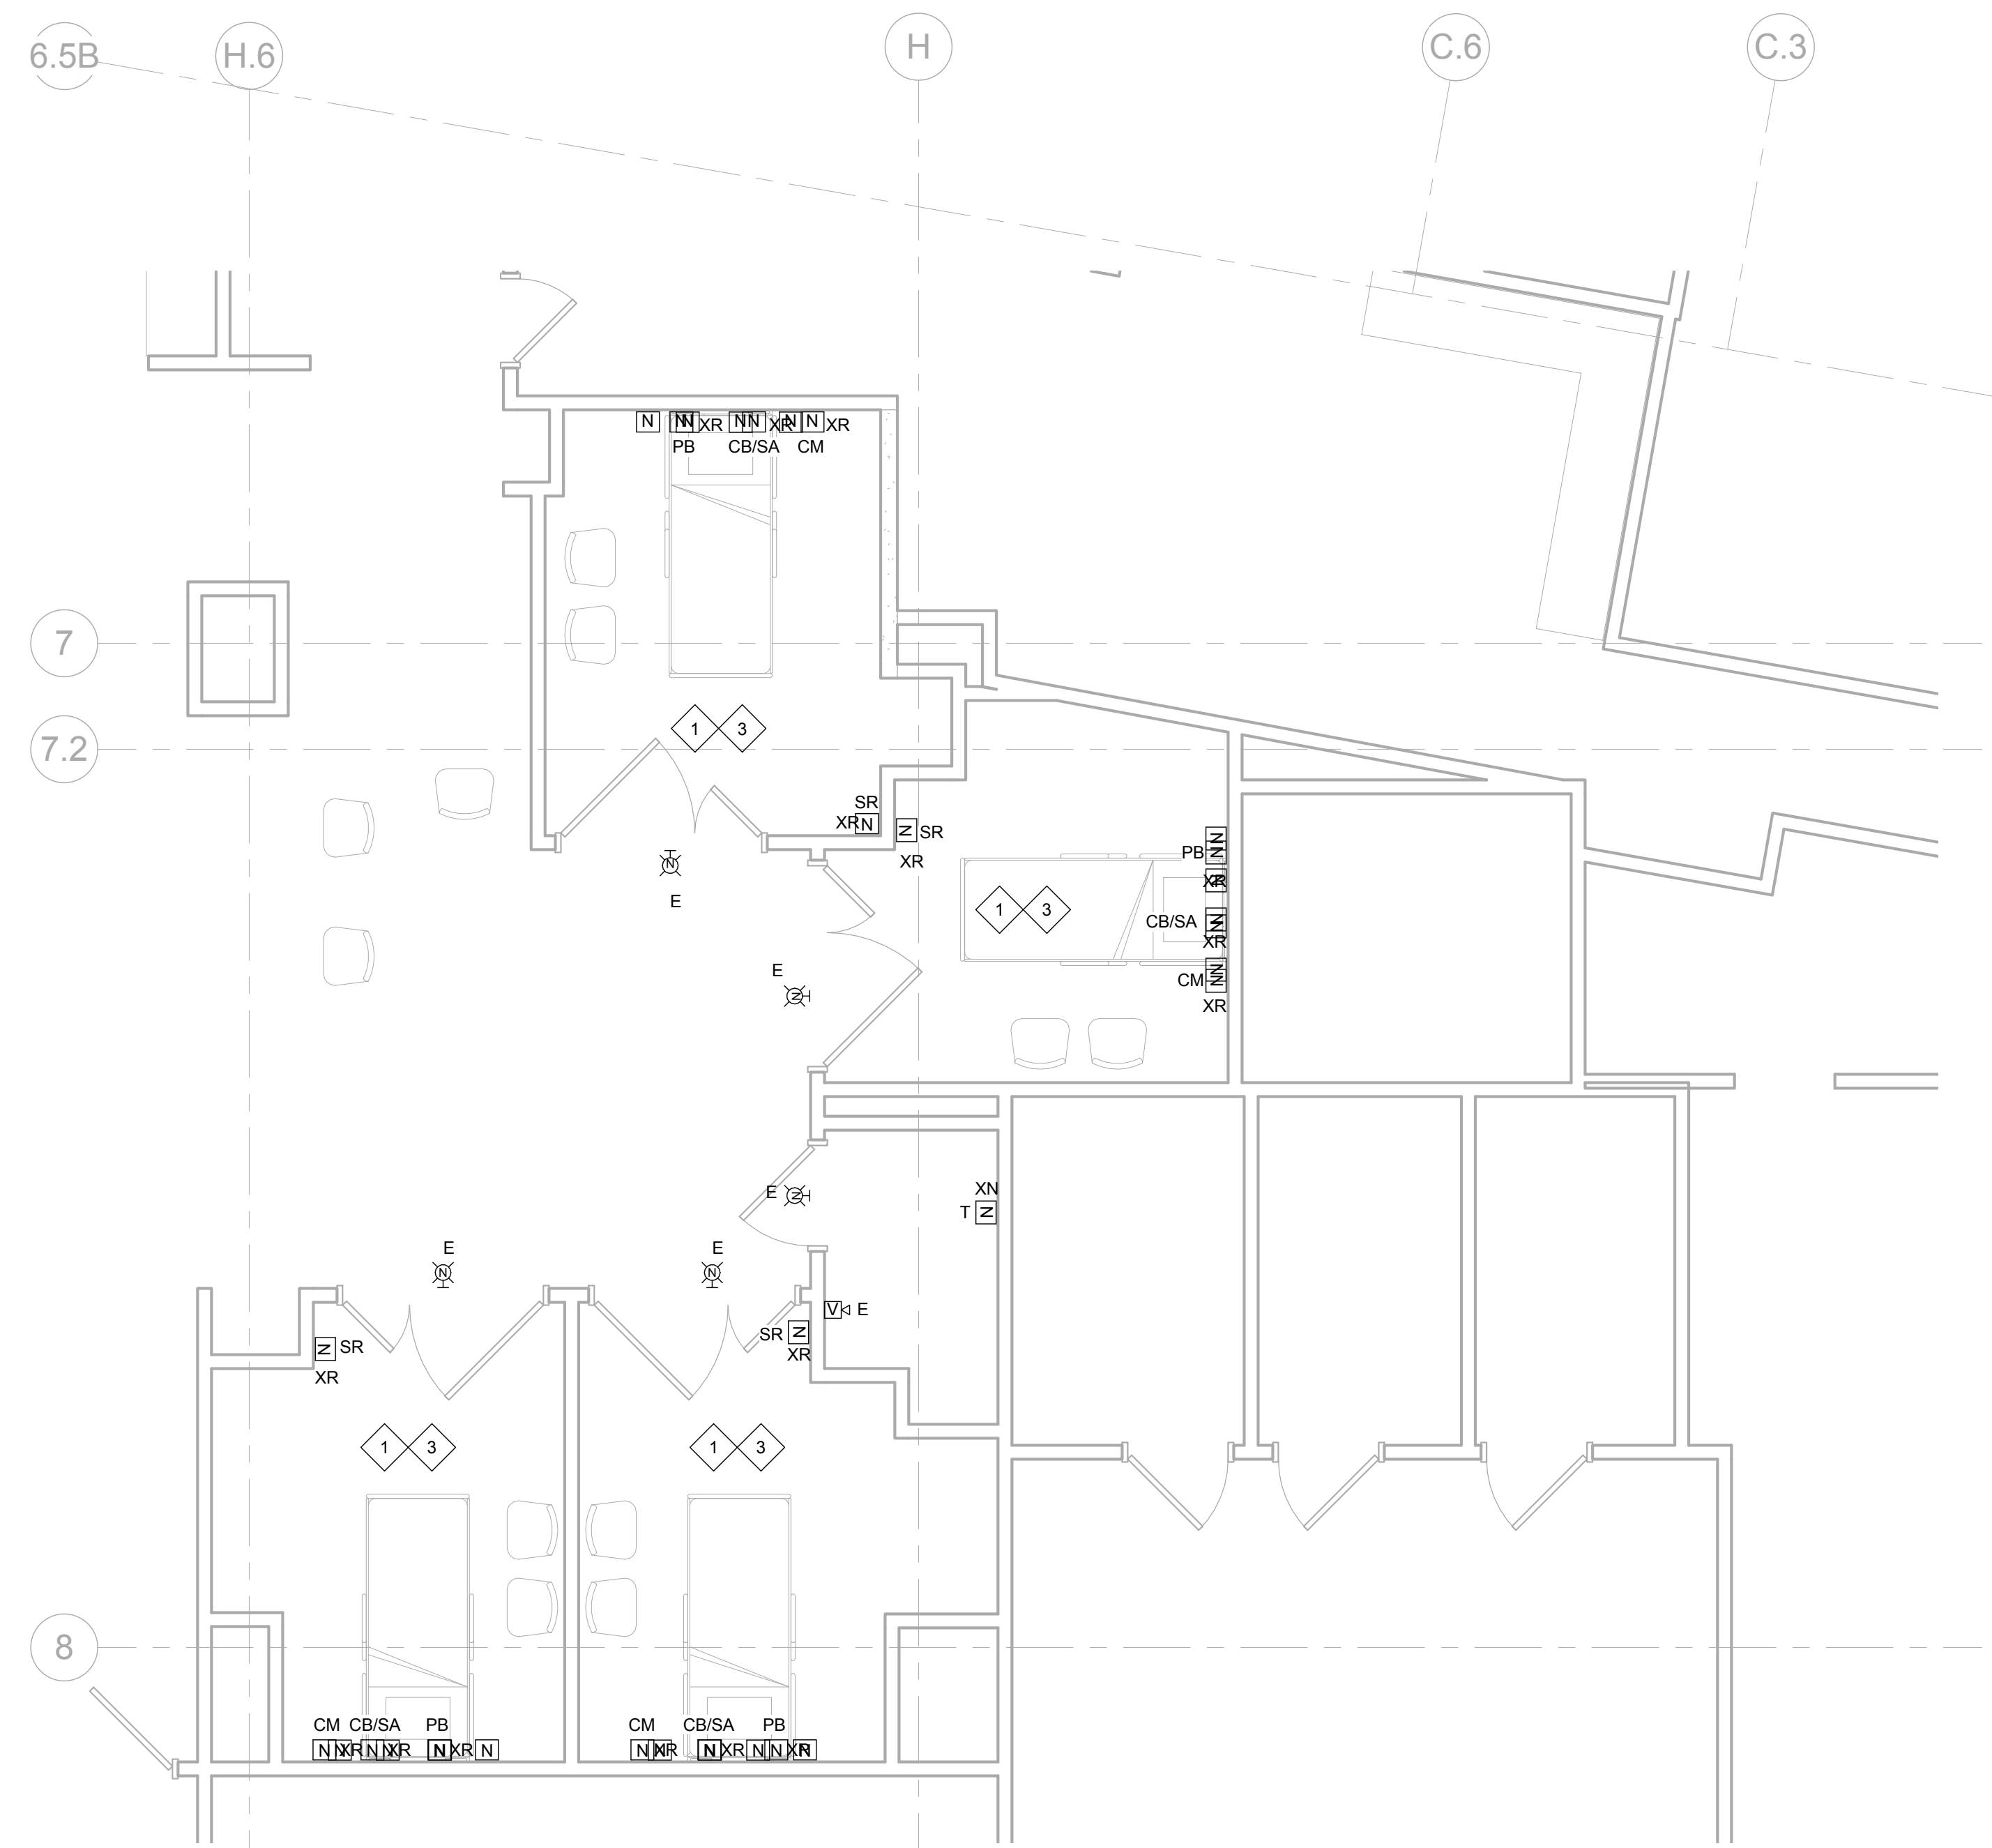 6.5B H.6 H C.6 C.3
N N N XR N N XR N N XR
PB CB/SA CM
7
1 3
7.2
SR
XR N
N SR
XR
N
E
N
PB N
N
XR
1 3
CB/SA N
XR
N
CM N
XR
E
N
XN
T N
E N
E
N
E
N
V E
SR N
XR
N SR
XR
1 3
1 3
8
CM CB/SA PB
N N XR N N XR N XR N
CM CB/SA PB
N N XR N XR N N XR N